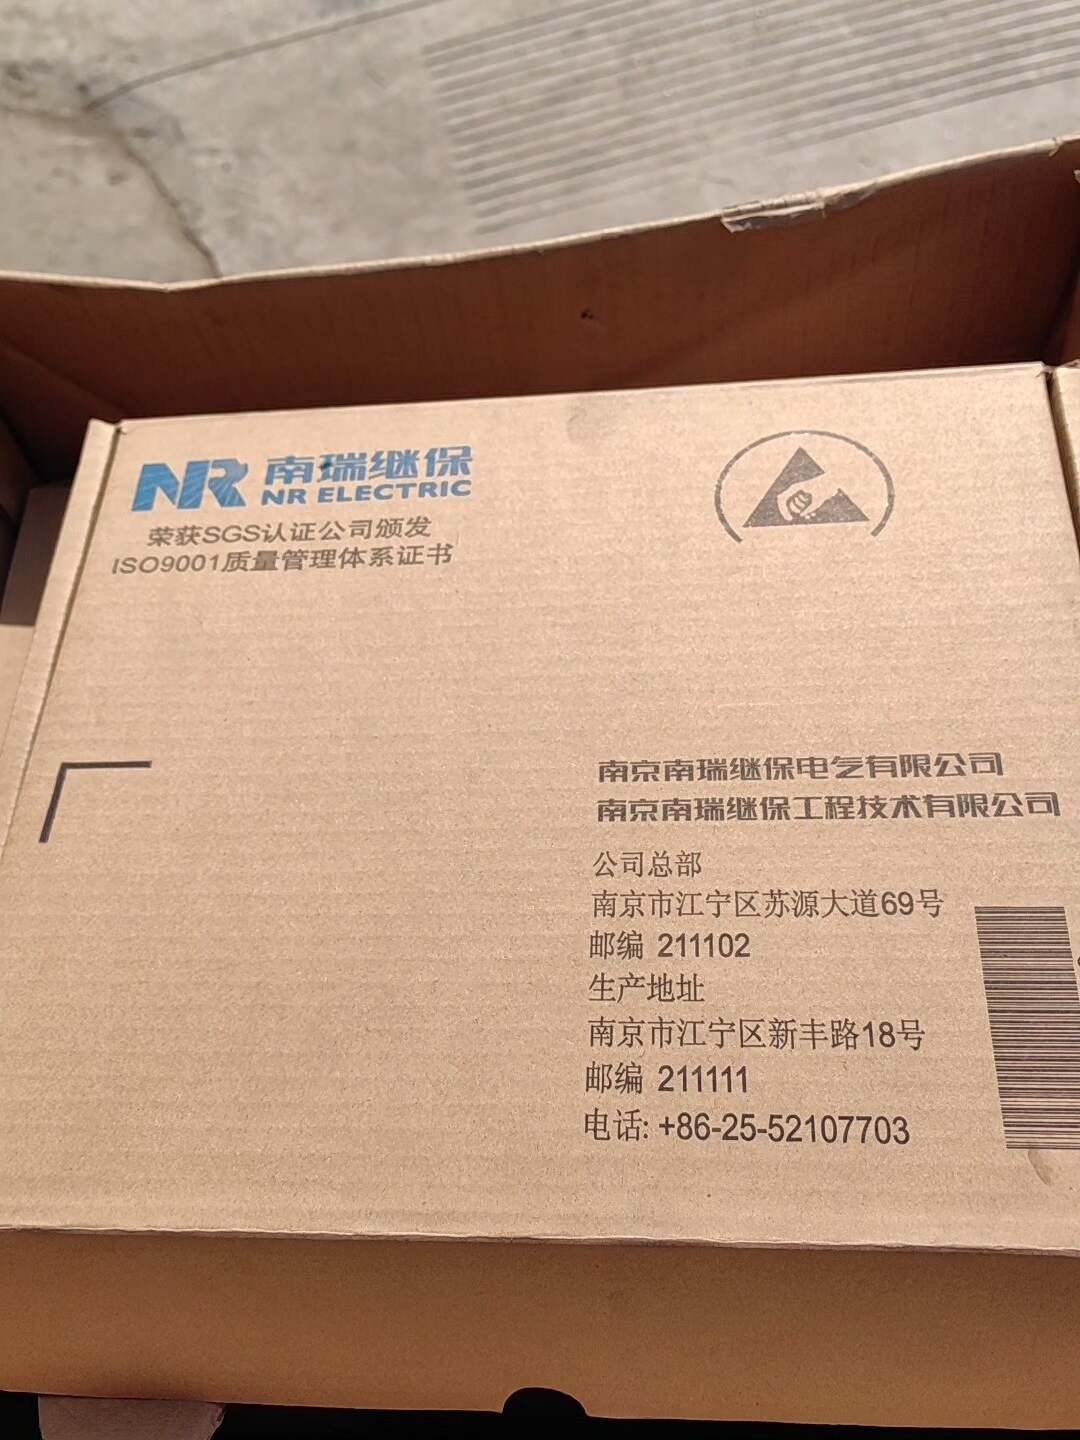 NR 南瑞继保
NR ELECTRIC
荣获SGS认证公司颁发
ISO9001质量管理体系证书
南京南瑞继保电气有限公司
南京南瑞继保工程技术有限公司
公司总部
南京市江宁区苏源大道69号
邮编 211102
生产地址
南京市江宁区新丰路18号
邮编 211111
电话: +86-25-52107703